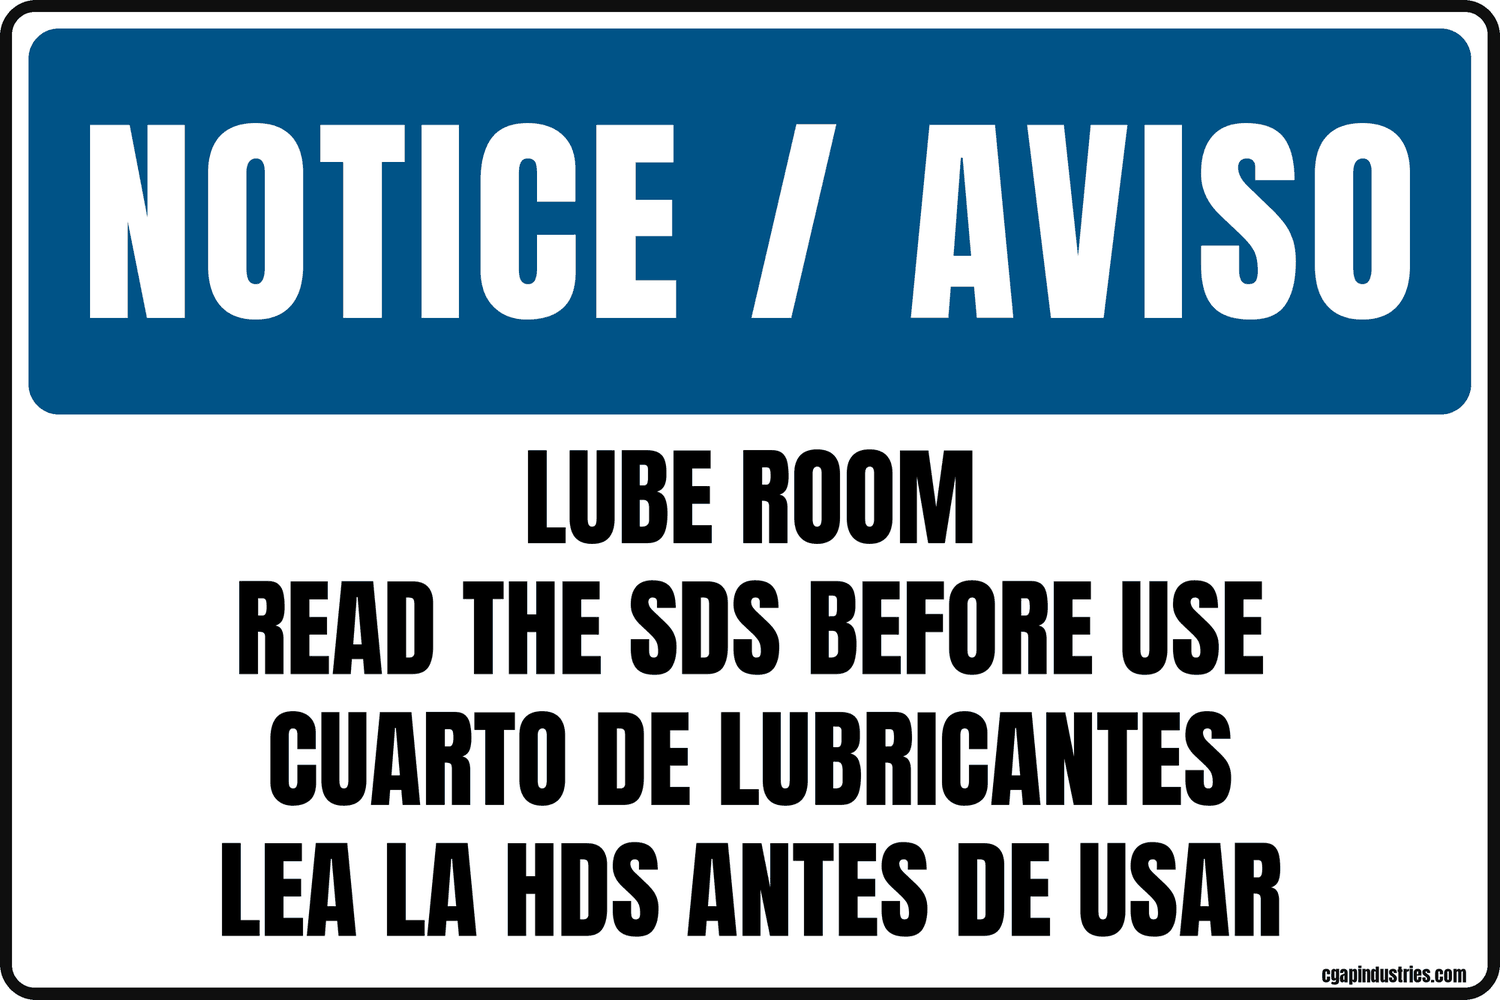 NOTICE / AVISO
LUBE ROOM
READ THE SDS BEFORE USE
CUARTO DE LUBRICANTES
LEA LA HDS ANTES DE USAR
cgapindustries.com